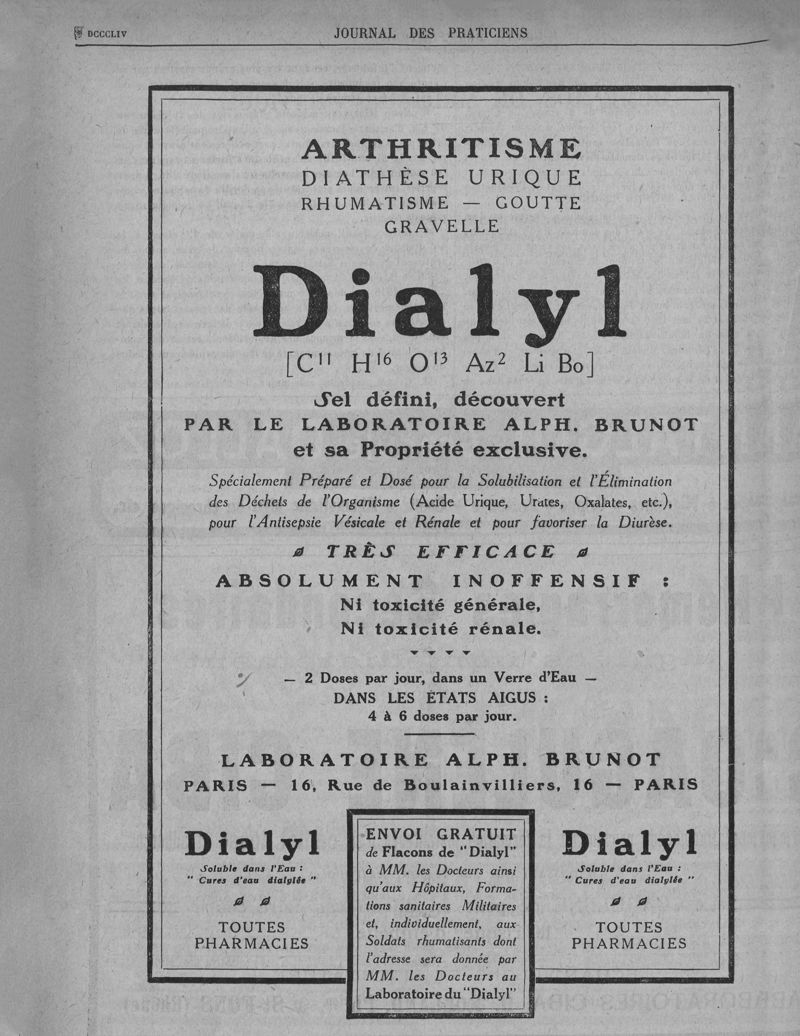 DCCCLIV
JOURNAL DES PRATICIENS
ARTHRITISME
DIATHÈSE URIQUE
RHUMATISME — GOUTTE
GRAVELLE
Dialyl
[C¹¹ H¹⁶ O¹³ Az² Li Bo]
Sel défini, découvert
PAR LE LABORATOIRE ALPH. BRUNOT
et sa Propriété exclusive.
Spécialement Préparé et Dosé pour la Solubilisation et l'Élimination
des Déchets de l'Organisme (Acide Urique, Urates, Oxalates, etc.),
pour l'Antisepsie Vésicale et Rénale et pour favoriser la Diurèse.
TRÈS EFFICACE
ABSOLUMENT INOFFENSIF :
Ni toxicité générale,
Ni toxicité rénale.
— 2 Doses par jour, dans un Verre d'Eau —
DANS LES ÉTATS AIGUS :
4 à 6 doses par jour.
LABORATOIRE ALPH. BRUNOT
PARIS — 16, Rue de Boulainvilliers, 16 — PARIS
Dialyl
Soluble dans l'Eau :
" Cures d'eau dialylée "
TOUTES
PHARMACIES
ENVOI GRATUIT
de Flacons de "Dialyl"
à MM. les Docteurs ainsi
qu'aux Hôpitaux, Forma-
tions sanitaires Militaires
et, individuellement, aux
Soldats rhumatisants dont
l'adresse sera donnée par
MM. les Docteurs au
Laboratoire du "Dialyl"
Dialyl
Soluble dans l'Eau :
" Cures d'eau dialylée "
TOUTES
PHARMACIES